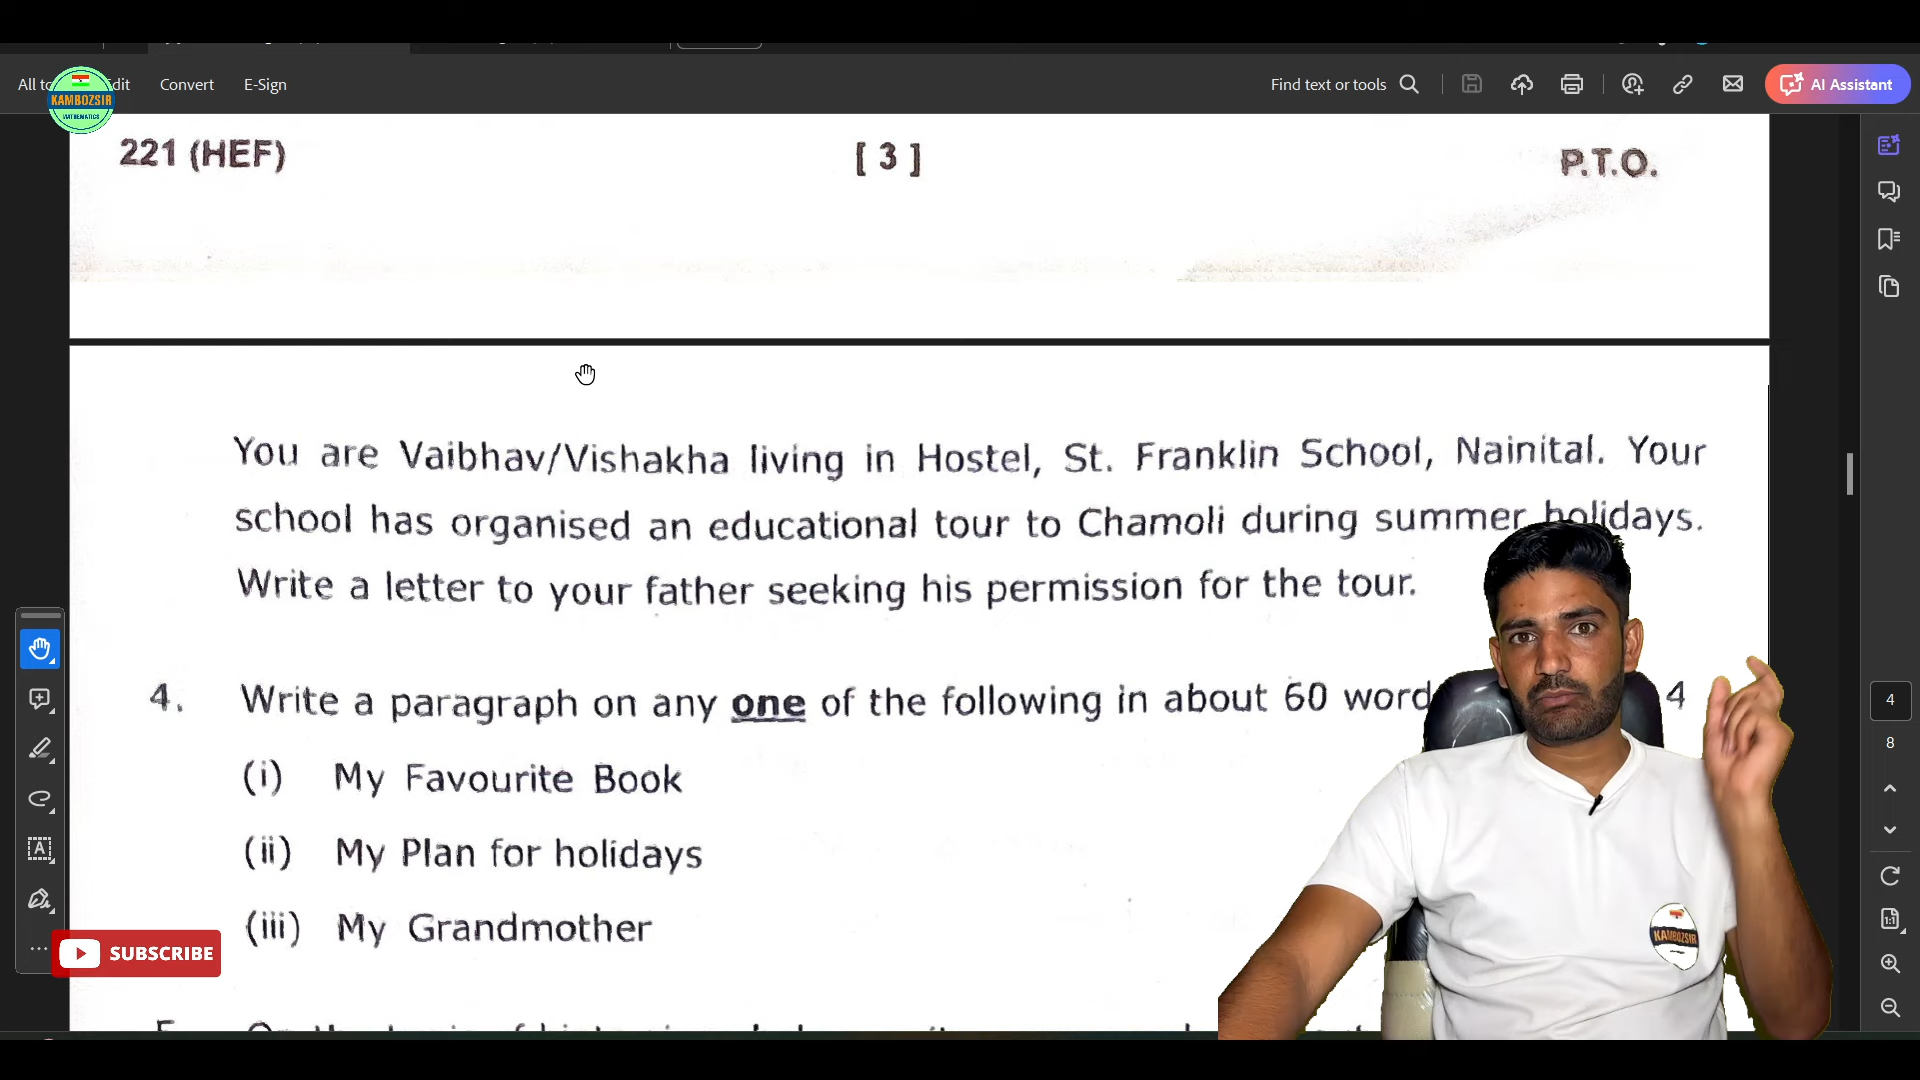 All to
Edit
Convert
E-Sign
Find text or tools
AI Assistant
KAMBOZSIR
MATHEMATICS
221 (HEF)
[ 3 ]
P.T.O.
You are Vaibhav/Vishakha living in Hostel, St. Franklin School, Nainital. Your
school has organised an educational tour to Chamoli during summer holidays.
Write a letter to your father seeking his permission for the tour.
4. Write a paragraph on any one of the following in about 60 word 4
(i) My Favourite Book
(ii) My Plan for holidays
(iii) My Grandmother
4
8
SUBSCRIBE
KAMBOZSIR